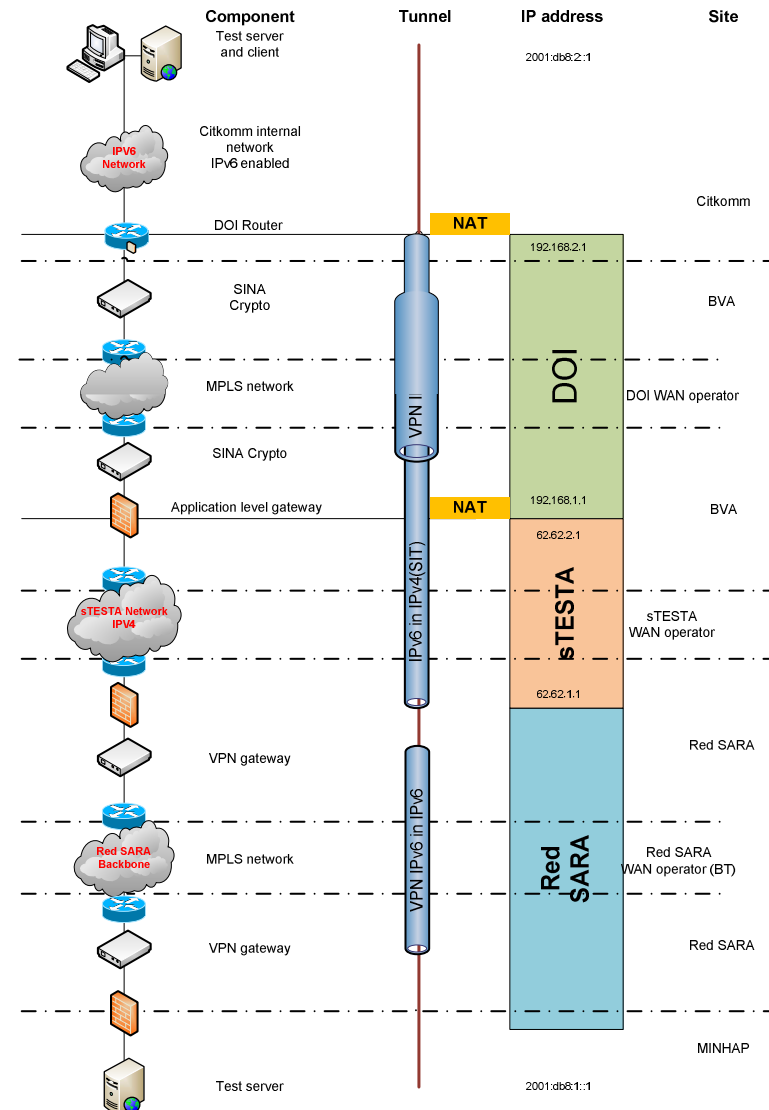 Component
Tunnel
IP address
Site
Test server
and client
2001:db8:2::1
IPV6
Network
Citkomm internal
network
IPv6 enabled
Citkomm
DOI Router
NAT
192.168.2.1
SINA
Crypto
BVA
DOI
MPLS network
VPN I
DOI WAN operator
SINA Crypto
Application level gateway
NAT
192.168.1.1
BVA
62.62.2.1
IPv6 in IPv4(SIT)
sTESTA
sTESTA Network
IPV4
sTESTA
WAN operator
62.62.1.1
VPN gateway
Red SARA
VPN IPv6 in IPv6
Red SARA
Backbone
MPLS network
Red
SARA
Red SARA
WAN operator (BT)
VPN gateway
Red SARA
MINHAP
Test server
2001:db8:1::1